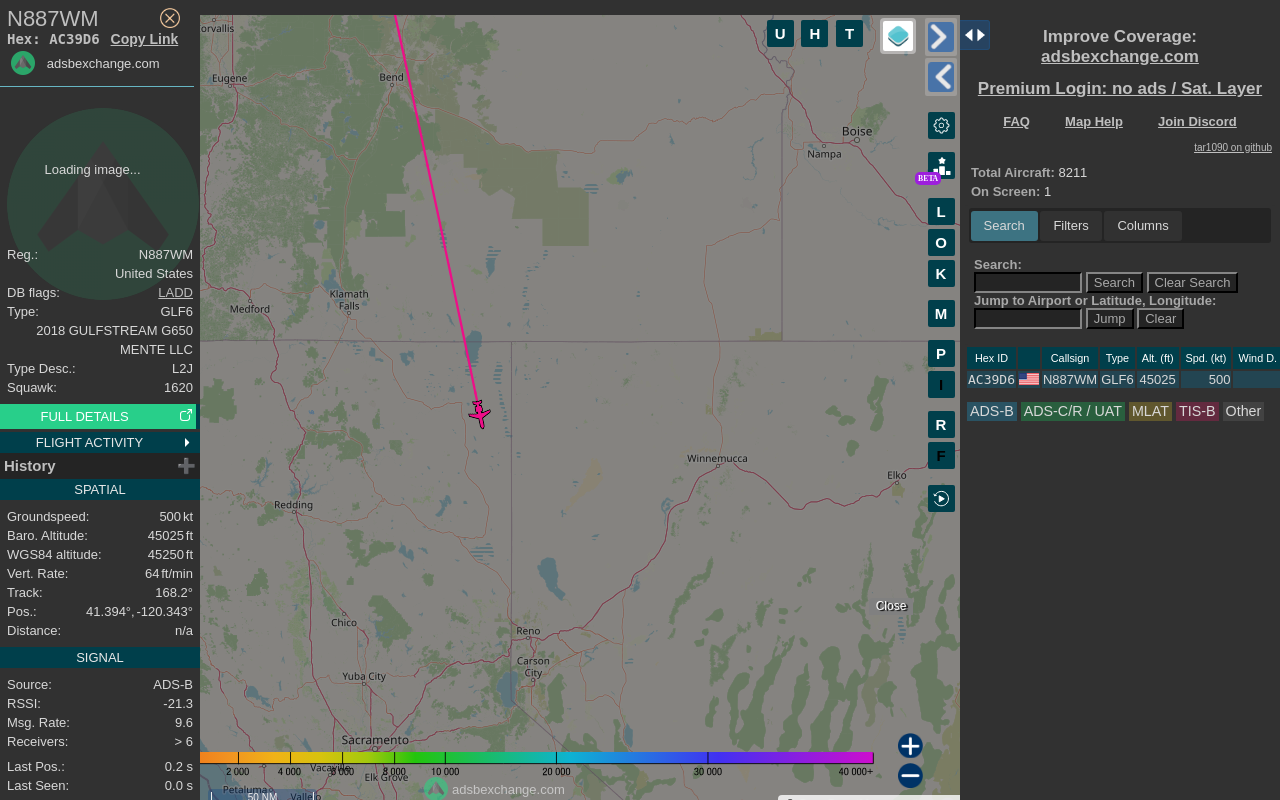 N887WM
Hex: AC39D6 Copy Link
adsbexchange.com
Loading image...
Reg.: N887WM
United States
DB flags: LADD
Type: GLF6
2018 GULFSTREAM G650
MENTE LLC
Type Desc.: L2J
Squawk: 1620
FULL DETAILS
FLIGHT ACTIVITY
History
SPATIAL
Groundspeed: 500 kt
Baro. Altitude: 45025 ft
WGS84 altitude: 45250 ft
Vert. Rate: 64 ft/min
Track: 168.2°
Pos.: 41.394°, -120.343°
Distance: n/a
SIGNAL
Source: ADS-B
RSSI: -21.3
Msg. Rate: 9.6
Receivers: > 6
Last Pos.: 0.2 s
Last Seen: 0.0 s
orvallis
Eugene
Bend
Boise
Nampa
Medford
Klamath
Falls
Winnemucca
Elko
Redding
Chico
Reno
Carson
City
Yuba City
Sacramento
Vacaville
Elk Grove
Petaluma
Vallejo
U H T
L
O
K
M
P
I
R
F
BETA
Close
2 000 4 000 6 000 8 000 10 000 20 000 30 000 40 000+
50 NM
adsbexchange.com
Improve Coverage:
adsbexchange.com
Premium Login: no ads / Sat. Layer
FAQ Map Help Join Discord
tar1090 on github
Total Aircraft: 8211
On Screen: 1
Search Filters Columns
Search:
Search Clear Search
Jump to Airport or Latitude, Longitude:
Jump Clear
Hex ID Callsign Type Alt. (ft) Spd. (kt) Wind D.
AC39D6 N887WM GLF6 45025 500
ADS-B ADS-C/R / UAT MLAT TIS-B Other